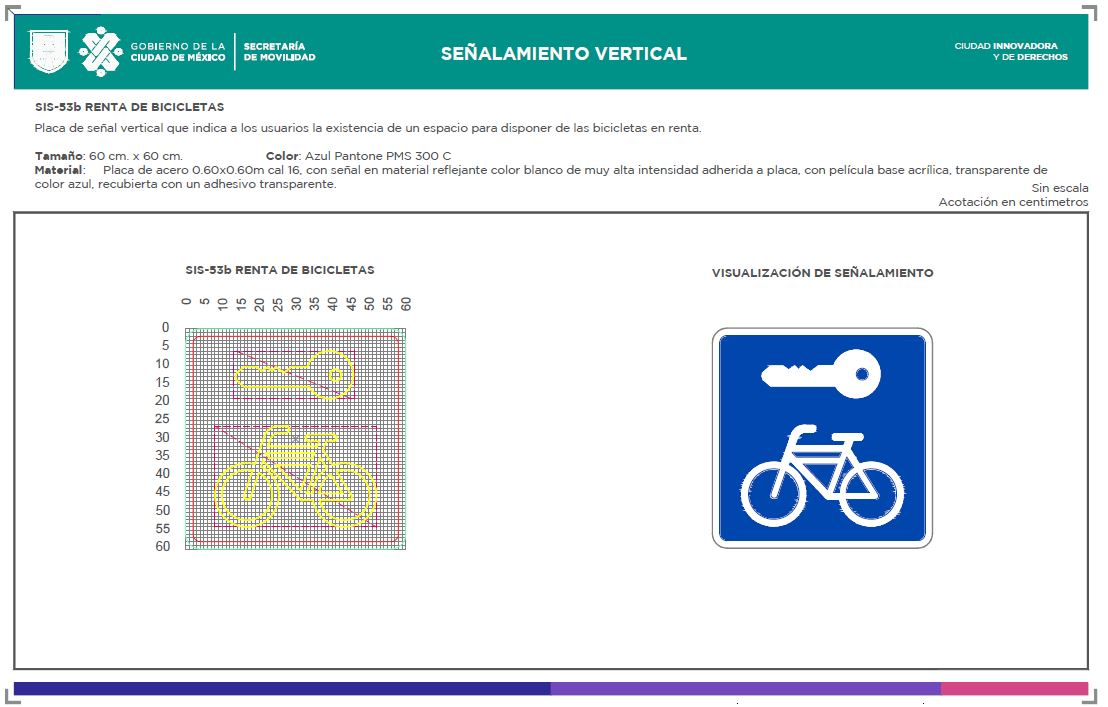 GOBIERNO DE LA
CIUDAD DE MÉXICO
SECRETARÍA
DE MOVILIDAD
SEÑALAMIENTO VERTICAL
CIUDAD INNOVADORA
Y DE DERECHOS
SIS-53b RENTA DE BICICLETAS
Placa de señal vertical que indica a los usuarios la existencia de un espacio para disponer de las bicicletas en renta.
Tamaño: 60 cm. x 60 cm. Color: Azul Pantone PMS 300 C
Material: Placa de acero 0.60x0.60m cal 16, con señal en material reflejante color blanco de muy alta intensidad adherida a placa, con película base acrílica, transparente de
color azul, recubierta con un adhesivo transparente.
Sin escala
Acotación en centimetros
SIS-53b RENTA DE BICICLETAS
0 5 10 15 20 25 30 35 40 45 50 55 60
0
5
10
15
20
25
30
35
40
45
50
55
60
VISUALIZACIÓN DE SEÑALAMIENTO